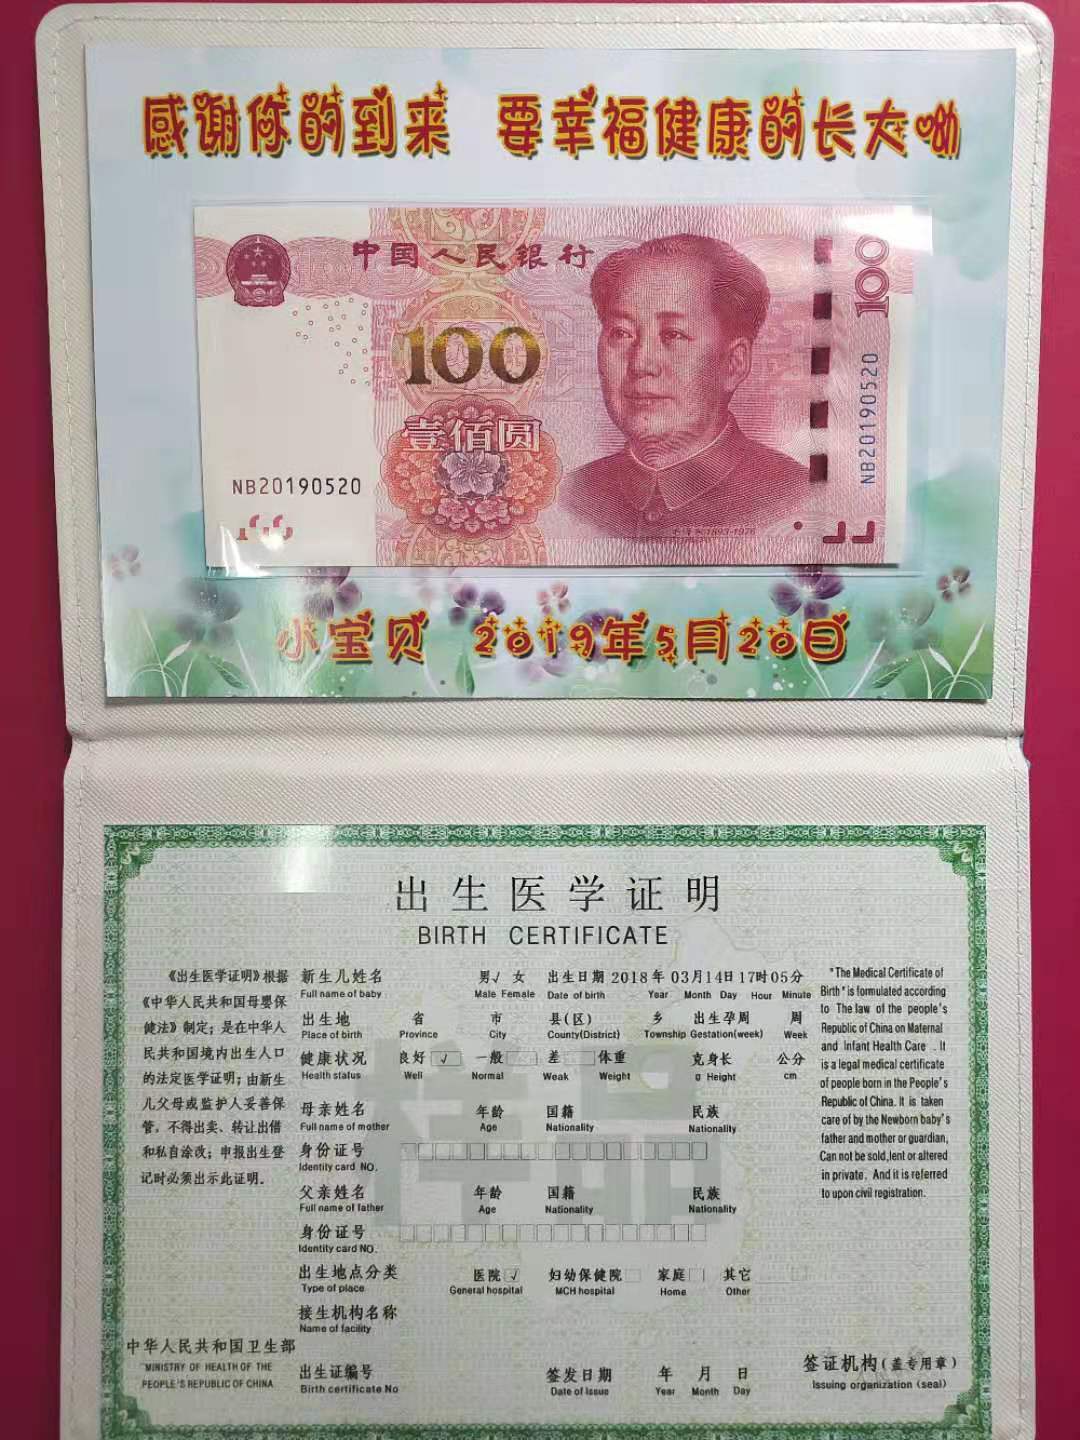 感谢你的到来 要幸福健康的长大噢
中国人民银行
100
100
壹佰圆
NB20190520
NB20190520
毛泽东1893-1976
小宝贝 2019年5月20日
出生医学证明
BIRTH CERTIFICATE
《出生医学证明》根据
《中华人民共和国母婴保
健法》制定；是在中华人
民共和国境内出生人口
的法定医学证明；由新生
儿父母或监护人妥善保
管，不得出卖、转让出借
和私自涂改；申报出生登
记时必须出示此证明．
新生儿姓名 男√ 女 出生日期 2018年 03月14日17时05分
Full name of baby Male Female Date of birth Year Month Day Hour Minute
出生地 省 市 县(区) 乡 出生孕周 周
Place of birth Province City County(District) Township Gestation(week) Week
健康状况 良好 √ 一般 差 体重 克身长 公分
Health status Well Normal Weak Weight g Height cm
母亲姓名 年龄 国籍 民族
Full name of mother Age Nationality Nationality
身份证号
Identity card NO.
父亲姓名 年龄 国籍 民族
Full name of father Age Nationality Nationality
身份证号
Identity card NO.
出生地点分类 医院 √ 妇幼保健院 家庭 其它
Type of place General hospital MCH hospital Home Other
接生机构名称
Name of facility
出生证编号 签发日期 年 月 日
Birth certificate No Date of Issue Year Month Day
"The Medical Certificate of
Birth" is formulated according
to The law of the people's
Republic of China on Maternal
and Infant Health Care . It
is a legal medical certificate
of people born in the People's
Republic of China. It is taken
care of by the Newborn baby's
father and mother or guardian,
Can not be sold,lent or altered
in private. And it is referred
to upon civil registration.
中华人民共和国卫生部
MINISTRY OF HEALTH OF THE
PEOPLE'S REPUBLIC OF CHINA
签证机构(盖专用章)
Issuing organization (seal)
样品